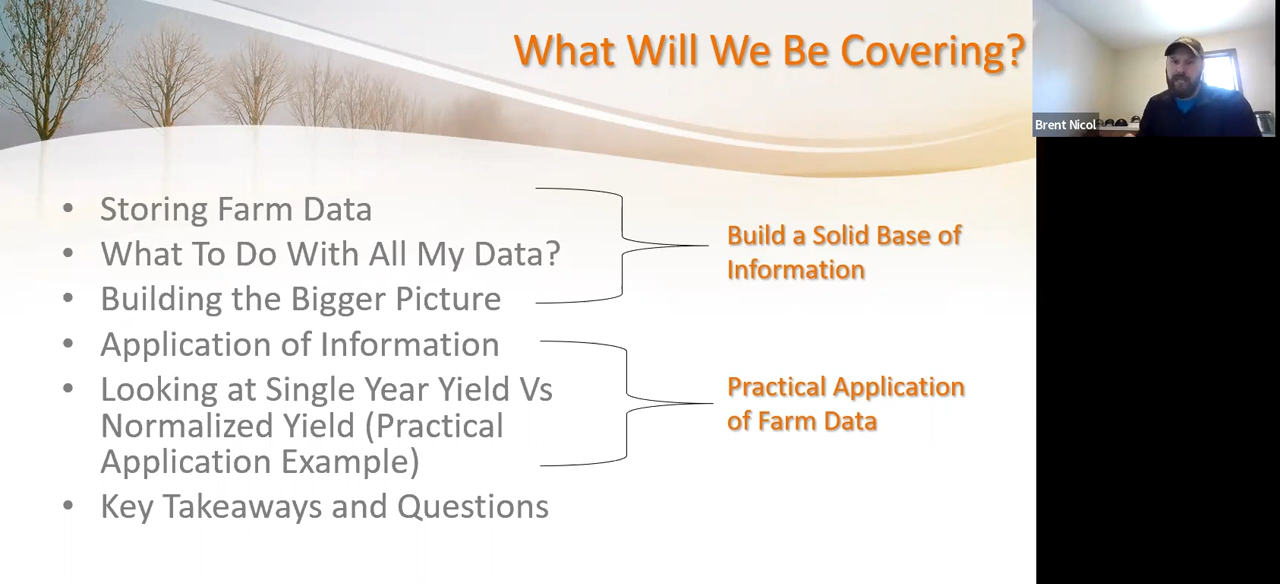 What Will We Be Covering?
Brent Nicol
• Storing Farm Data
• What To Do With All My Data?
• Building the Bigger Picture
Build a Solid Base of
Information
• Application of Information
• Looking at Single Year Yield Vs
Normalized Yield (Practical
Application Example)
Practical Application
of Farm Data
• Key Takeaways and Questions